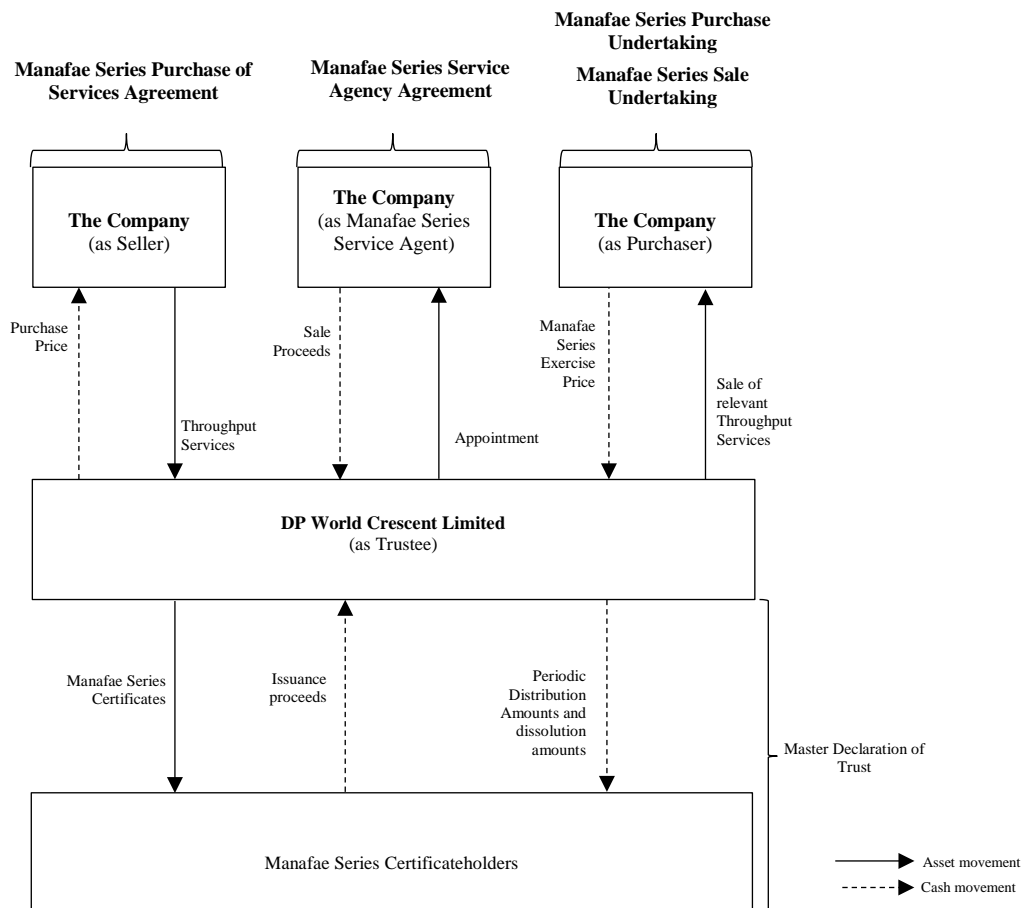 Manafae Series Purchase
Undertaking
Manafae Series Purchase of
Services Agreement
Manafae Series Service
Agency Agreement
Manafae Series Sale
Undertaking
The Company
(as Seller)
The Company
(as Manafae Series
Service Agent)
The Company
(as Purchaser)
Purchase
Price
Throughput
Services
Sale
Proceeds
Appointment
Manafae
Series
Exercise
Price
Sale of
relevant
Throughput
Services
DP World Crescent Limited
(as Trustee)
Manafae Series
Certificates
Issuance
proceeds
Periodic
Distribution
Amounts and
dissolution
amounts
Master Declaration of
Trust
Manafae Series Certificateholders
Asset movement
Cash movement